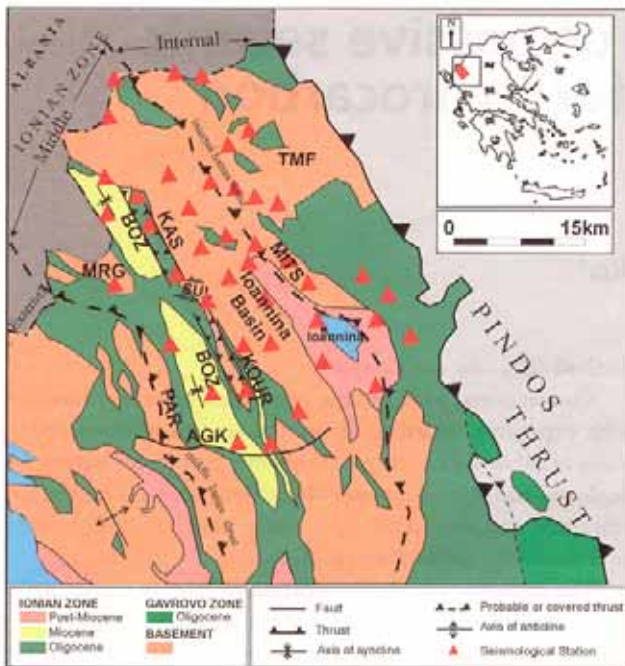 ALBANIA
IONIAN ZONE
Middle
Internal
N
TMF
0 15km
BOZ
KAS
MITS
MRG
SU
Ioannina
Basin
Ioannina
PINDOS
THRUST
BOZ
KOUR
PAR
AGK
IONIAN ZONE
Post-Miocene
Miocene
Oligocene
GAVROVO ZONE
Oligocene
BASEMENT
Fault
Thrust
Axis of syncline
Probable or covered thrust
Axis of anticline
Seismological Station